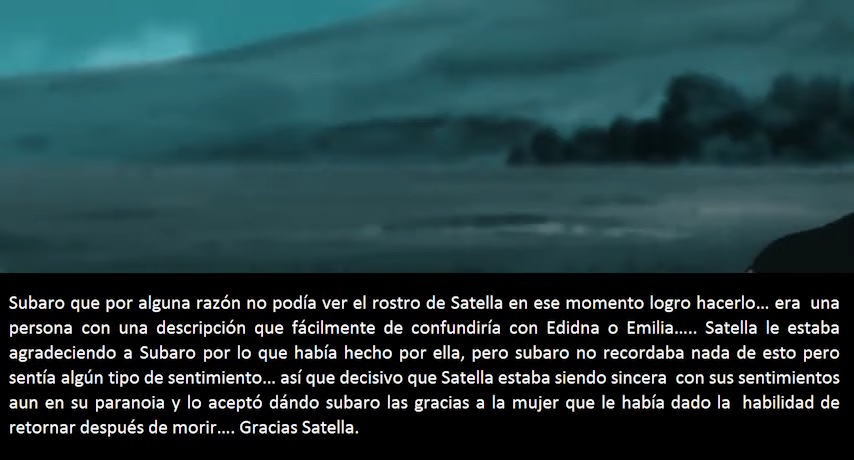 Subaro que por alguna razón no podía ver el rostro de Satella en ese momento logro hacerlo... era una
persona con una descripción que fácilmente de confundiría con Edidna o Emilia..... Satella le estaba
agradeciendo a Subaro por lo que había hecho por ella, pero subaro no recordaba nada de esto pero
sentía algún tipo de sentimiento... así que decisivo que Satella estaba siendo sincera con sus sentimientos
aun en su paranoia y lo aceptó dándo subaro las gracias a la mujer que le había dado la habilidad de
retornar después de morir.... Gracias Satella.